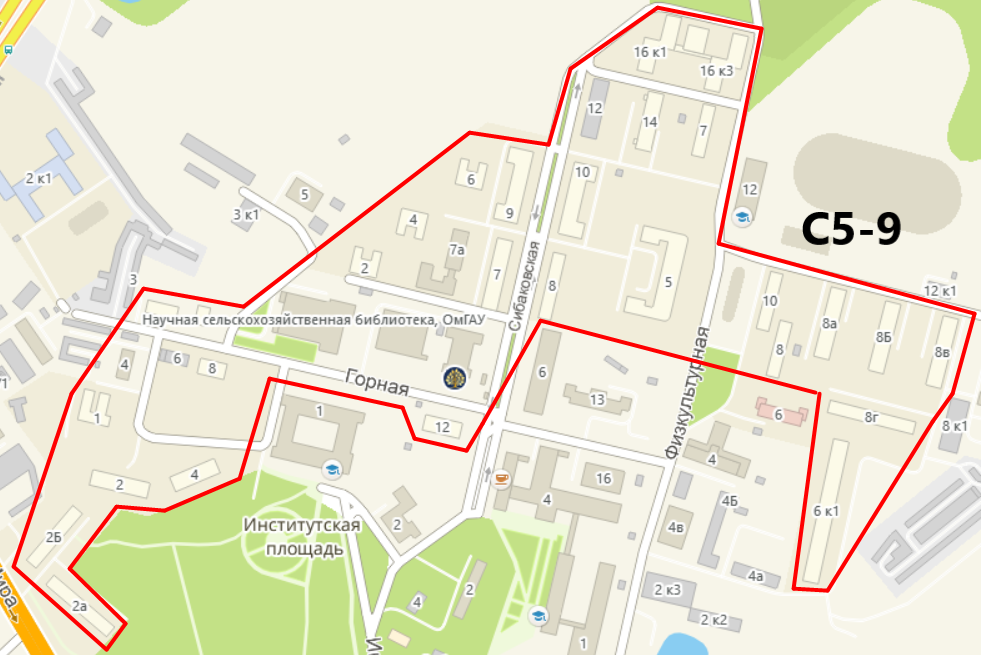 16 к1
16 к3
12
14
7
2 к1
10
12
6
5
9
3 к1
4
С5-9
7а
2
5
3
7
8
12 к1
10
Сибаковская
Научная сельскохозяйственная библиотека, ОмГАУ
8а
8Б
8
8в
6
8
4
6
Горная
Физкультурная
13
1
1
12
6
8г
8 к1
4
2
4
16
4
4Б
6 к1
Институтская
площадь
2
4в
2Б
4а
2
2 к3
4
2а
2 к2
1